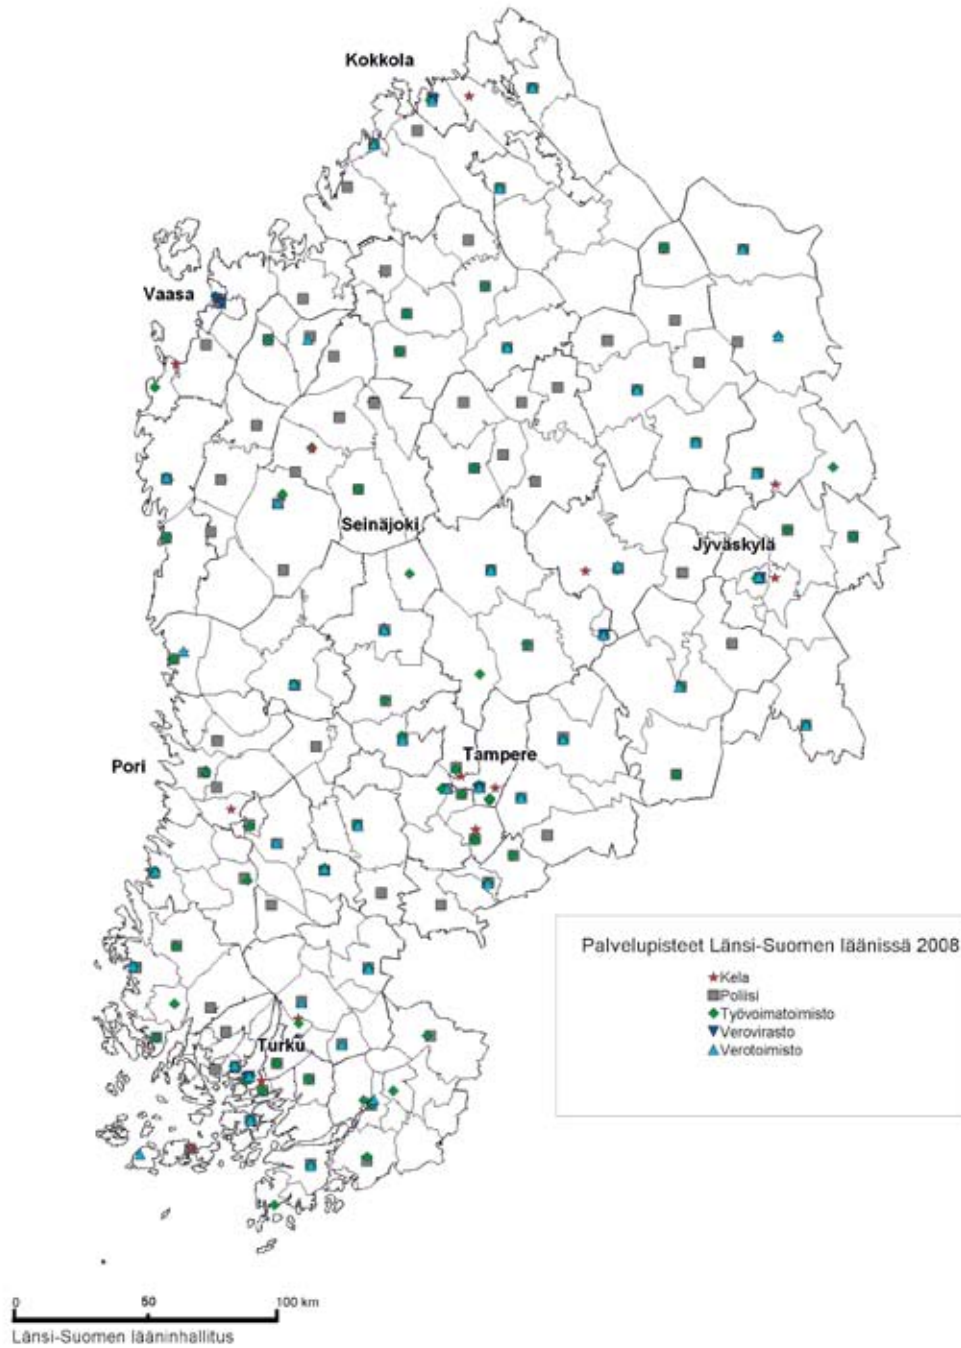 Kokkola
Vaasa
Seinäjoki
Jyväskylä
Tampere
Pori
Turku
Palvelupisteet Länsi-Suomen läänissä 2008
Kela
Poliisi
Työvoimatoimisto
Verovirasto
Verotoimisto
0 50 100 km
Länsi-Suomen lääninhallitus